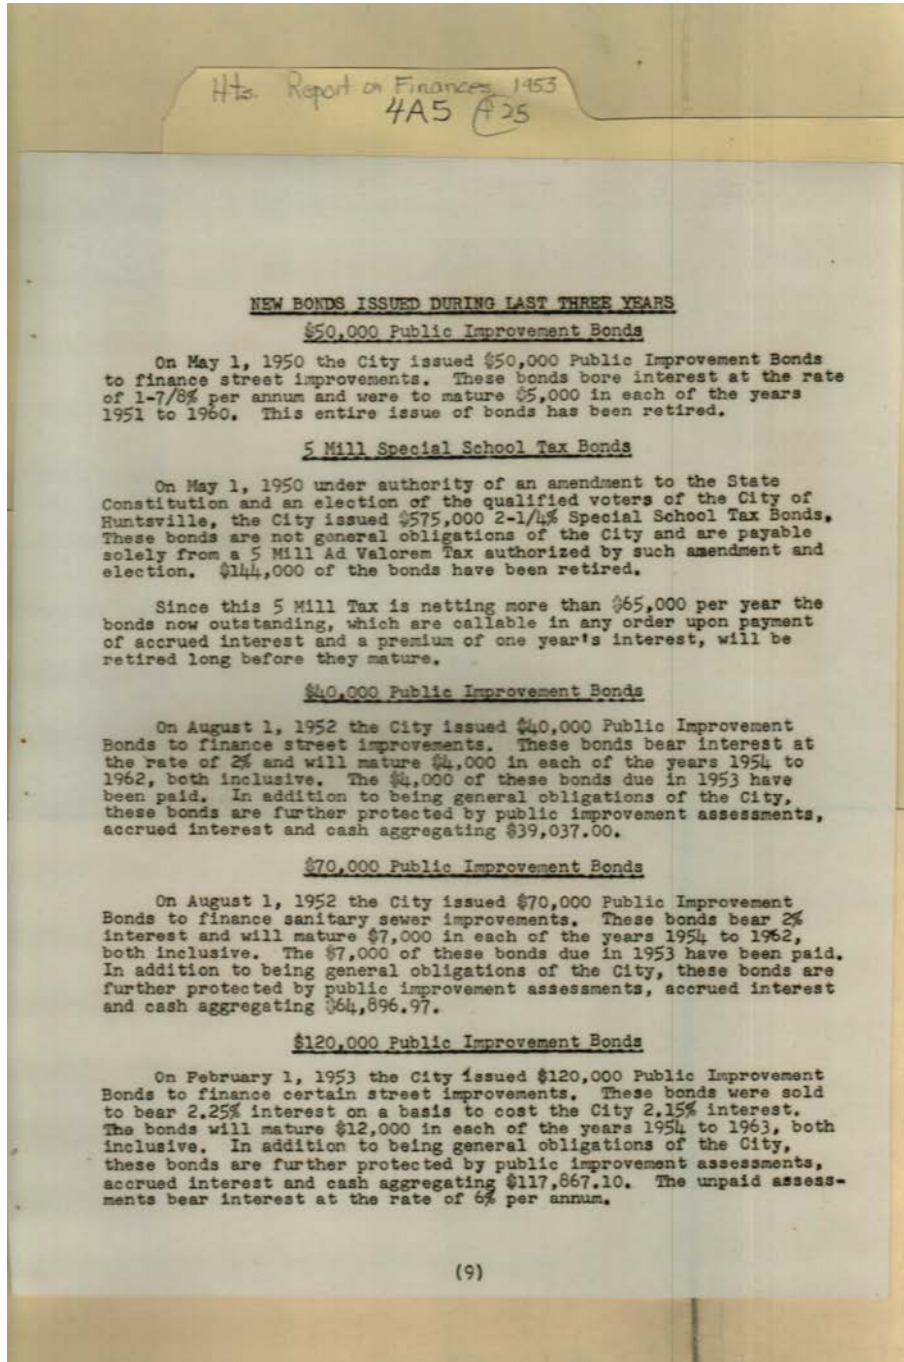 Hts. Report on Finances 1953
4A5 P25
NEW BONDS ISSUED DURING LAST THREE YEARS
$50,000 Public Improvement Bonds
On May 1, 1950 the City issued $50,000 Public Improvement Bonds
to finance street improvements. These bonds bore interest at the rate
of 1-7/8% per annum and were to mature $5,000 in each of the years
1951 to 1960. This entire issue of bonds has been retired.
5 Mill Special School Tax Bonds
On May 1, 1950 under authority of an amendment to the State
Constitution and an election of the qualified voters of the City of
Huntsville, the City issued $575,000 2-1/4% Special School Tax Bonds.
These bonds are not general obligations of the City and are payable
solely from a 5 Mill Ad Valorem Tax authorized by such amendment and
election. $144,000 of the bonds have been retired.
Since this 5 Mill Tax is netting more than $65,000 per year the
bonds now outstanding, which are callable in any order upon payment
of accrued interest and a premium of one year's interest, will be
retired long before they mature.
$40,000 Public Improvement Bonds
On August 1, 1952 the City issued $40,000 Public Improvement
Bonds to finance street improvements. These bonds bear interest at
the rate of 2% and will mature $4,000 in each of the years 1954 to
1962, both inclusive. The $4,000 of these bonds due in 1953 have
been paid. In addition to being general obligations of the City,
these bonds are further protected by public improvement assessments,
accrued interest and cash aggregating $39,037.00.
$70,000 Public Improvement Bonds
On August 1, 1952 the City issued $70,000 Public Improvement
Bonds to finance sanitary sewer improvements. These bonds bear 2%
interest and will mature $7,000 in each of the years 1954 to 1962,
both inclusive. The $7,000 of these bonds due in 1953 have been paid.
In addition to being general obligations of the City, these bonds are
further protected by public improvement assessments, accrued interest
and cash aggregating $64,896.97.
$120,000 Public Improvement Bonds
On February 1, 1953 the City issued $120,000 Public Improvement
Bonds to finance certain street improvements. These bonds were sold
to bear 2.25% interest on a basis to cost the City 2.15% interest.
The bonds will mature $12,000 in each of the years 1954 to 1963, both
inclusive. In addition to being general obligations of the City,
these bonds are further protected by public improvement assessments,
accrued interest and cash aggregating $117,867.10. The unpaid assess-
ments bear interest at the rate of 6% per annum.
(9)